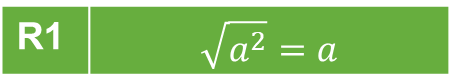 R1 √a² = a